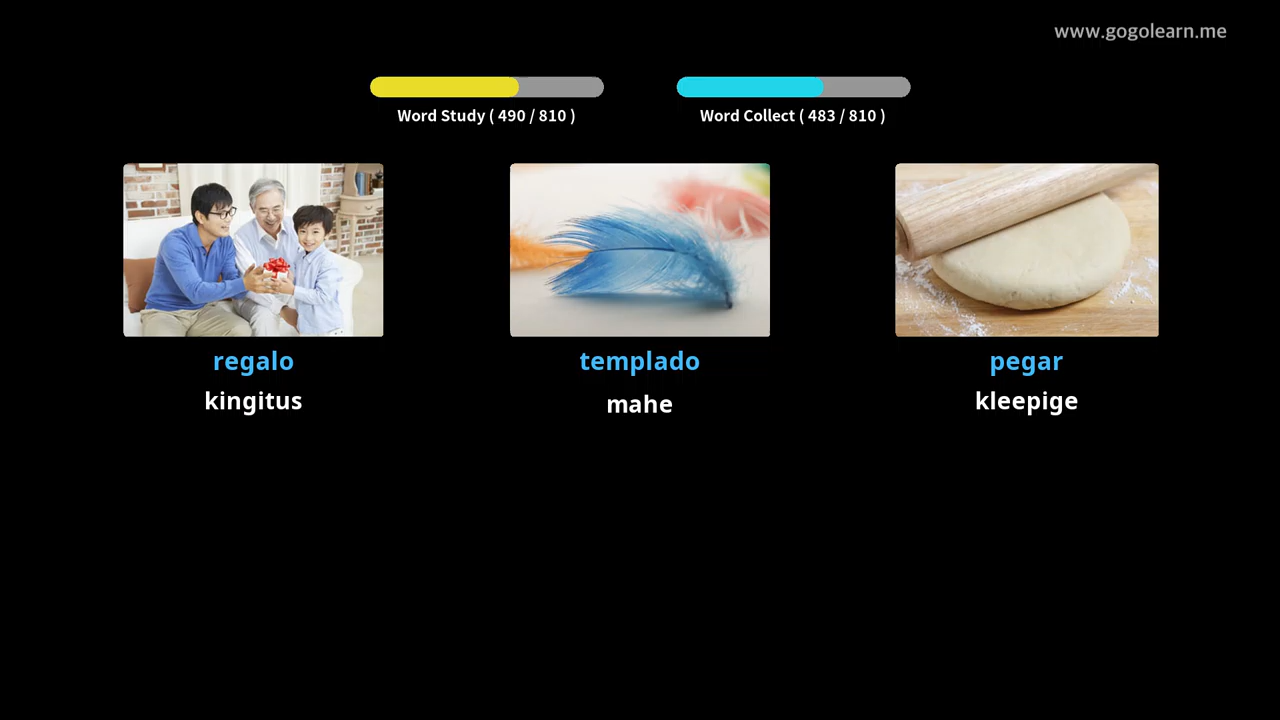 www.gogolearn.me
Word Study ( 490 / 810 )
Word Collect ( 483 / 810 )
regalo
templado
pegar
kingitus
mahe
kleepige